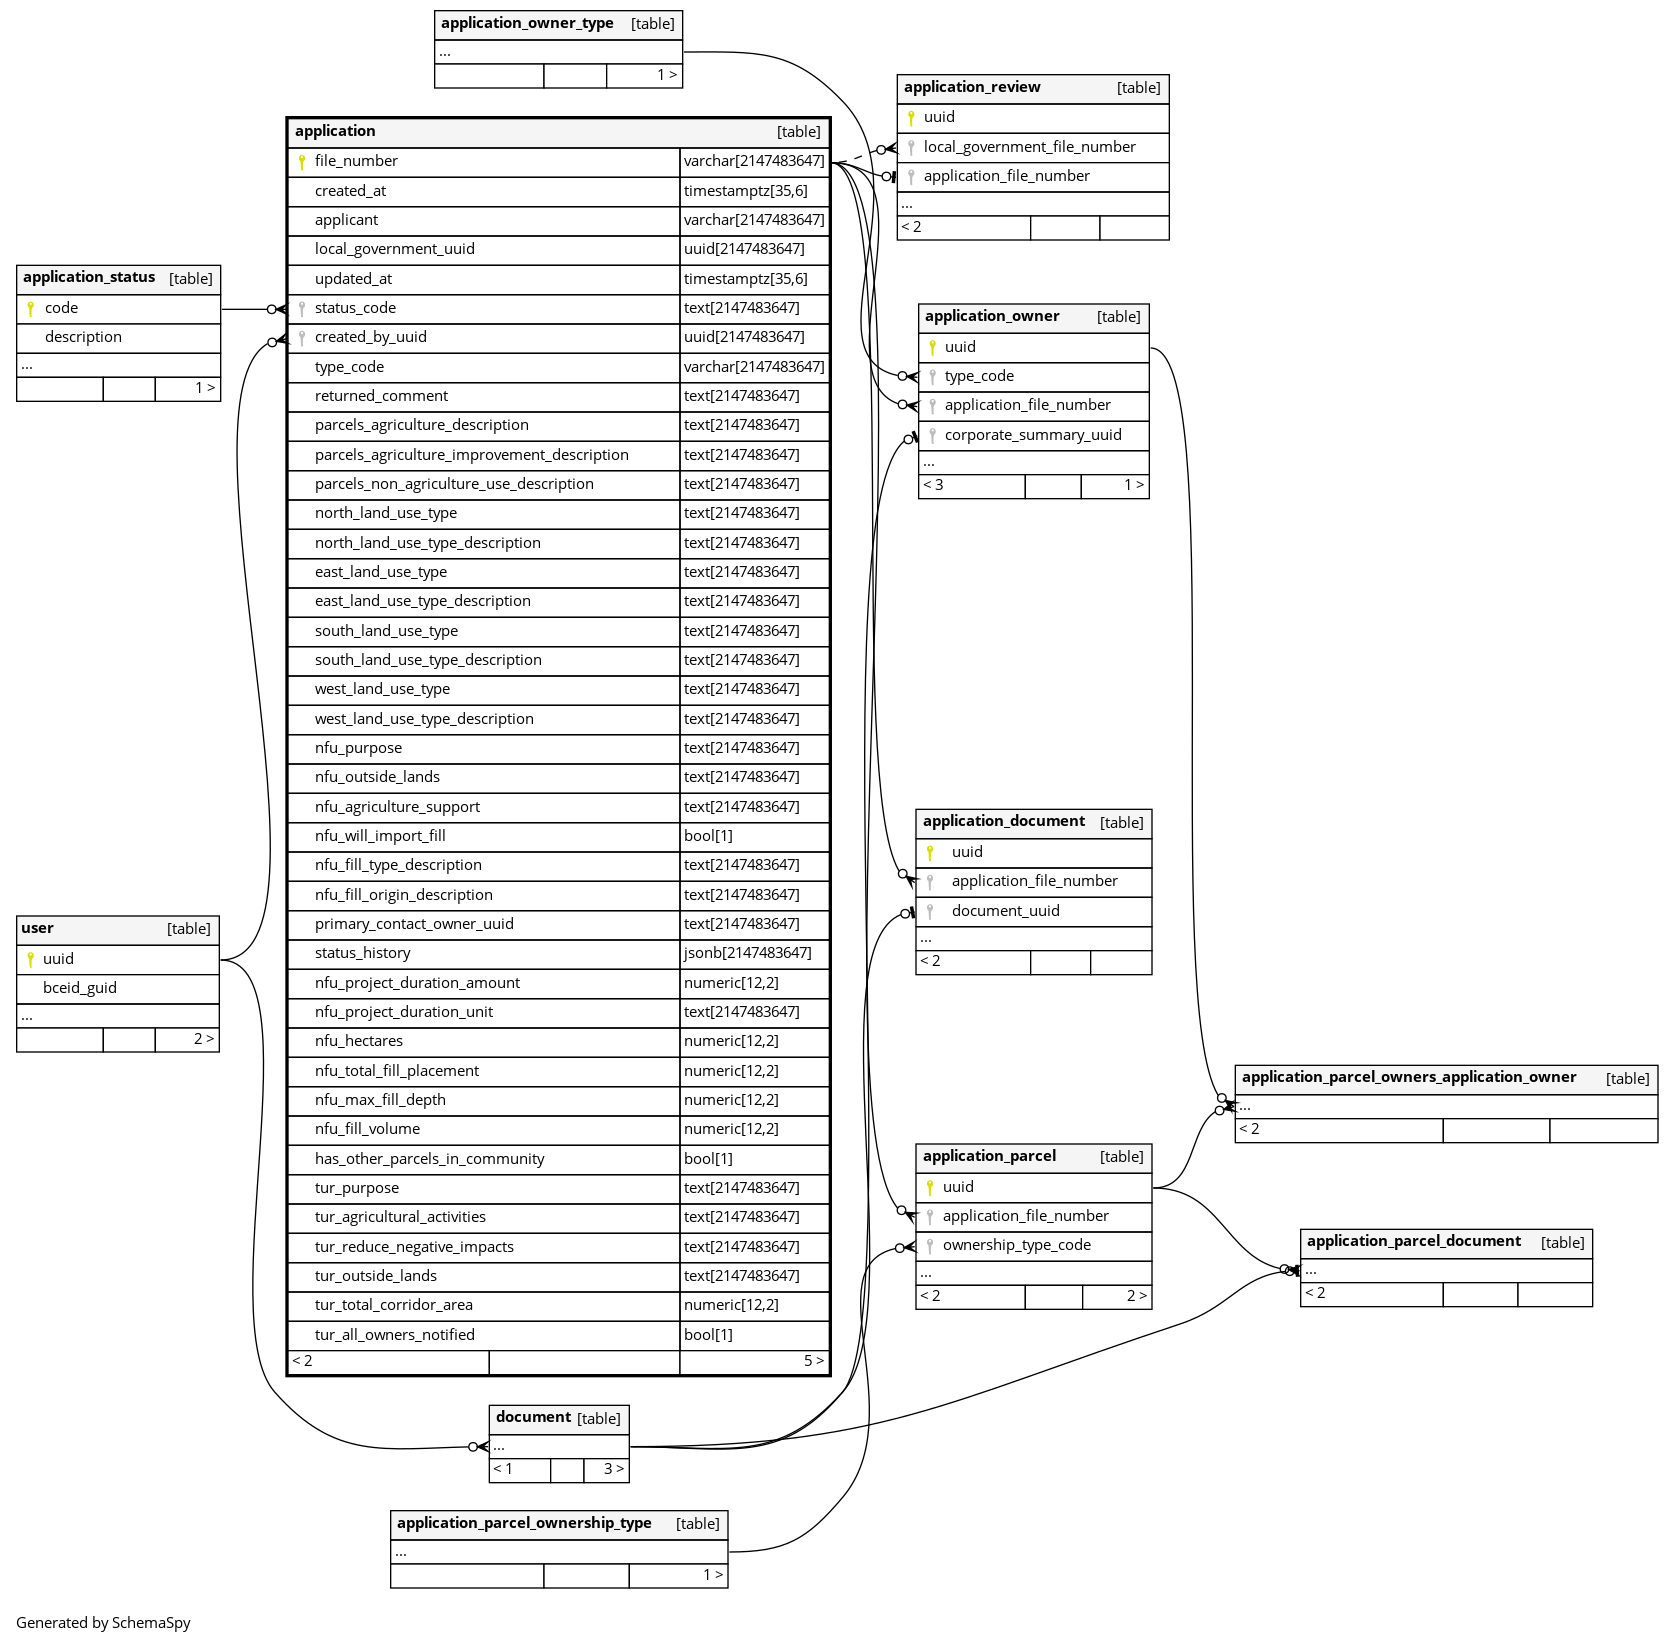 application_owner_type [table]
...
1 >
application_review [table]
uuid
local_government_file_number
application_file_number
...
< 2
application [table]
file_number varchar[2147483647]
created_at timestamptz[35,6]
applicant varchar[2147483647]
local_government_uuid uuid[2147483647]
updated_at timestamptz[35,6]
status_code text[2147483647]
created_by_uuid uuid[2147483647]
type_code varchar[2147483647]
returned_comment text[2147483647]
parcels_agriculture_description text[2147483647]
parcels_agriculture_improvement_description text[2147483647]
parcels_non_agriculture_use_description text[2147483647]
north_land_use_type text[2147483647]
north_land_use_type_description text[2147483647]
east_land_use_type text[2147483647]
east_land_use_type_description text[2147483647]
south_land_use_type text[2147483647]
south_land_use_type_description text[2147483647]
west_land_use_type text[2147483647]
west_land_use_type_description text[2147483647]
nfu_purpose text[2147483647]
nfu_outside_lands text[2147483647]
nfu_agriculture_support text[2147483647]
nfu_will_import_fill bool[1]
nfu_fill_type_description text[2147483647]
nfu_fill_origin_description text[2147483647]
primary_contact_owner_uuid text[2147483647]
status_history jsonb[2147483647]
nfu_project_duration_amount numeric[12,2]
nfu_project_duration_unit text[2147483647]
nfu_hectares numeric[12,2]
nfu_total_fill_placement numeric[12,2]
nfu_max_fill_depth numeric[12,2]
nfu_fill_volume numeric[12,2]
has_other_parcels_in_community bool[1]
tur_purpose text[2147483647]
tur_agricultural_activities text[2147483647]
tur_reduce_negative_impacts text[2147483647]
tur_outside_lands text[2147483647]
tur_total_corridor_area numeric[12,2]
tur_all_owners_notified bool[1]
< 2 5 >
application_status [table]
code
description
...
1 >
application_owner [table]
uuid
type_code
application_file_number
corporate_summary_uuid
...
< 3 1 >
application_document [table]
uuid
application_file_number
document_uuid
...
< 2
user [table]
uuid
bceid_guid
...
2 >
application_parcel_owners_application_owner [table]
...
< 2
application_parcel [table]
uuid
application_file_number
ownership_type_code
...
< 2 2 >
application_parcel_document [table]
...
< 2
document [table]
...
< 1 3 >
application_parcel_ownership_type [table]
...
1 >
Generated by SchemaSpy